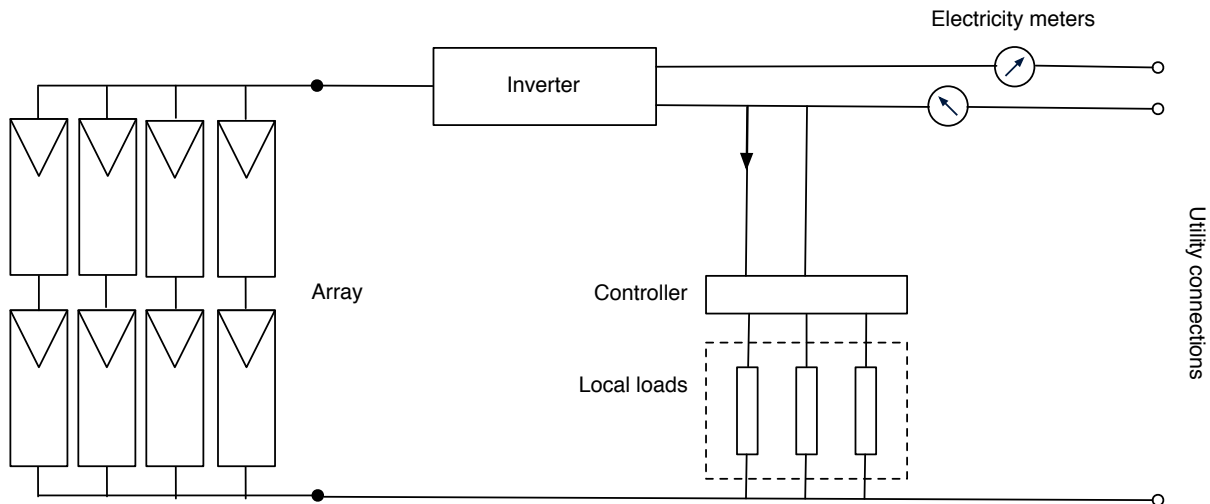 Electricity meters
Inverter
Array
Controller
Local loads
Utility connections